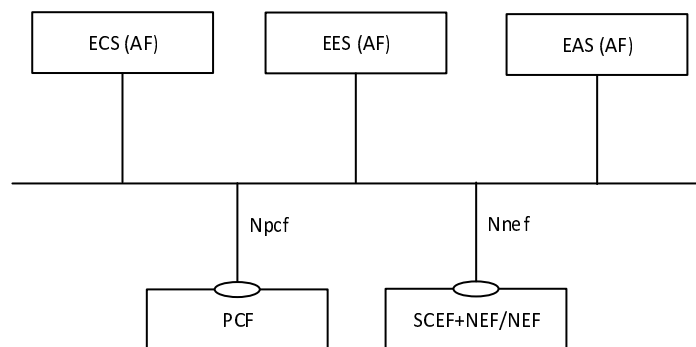 ECS (AF)
EES (AF)
EAS (AF)
Npcf
Nnef
PCF
SCEF+NEF/NEF